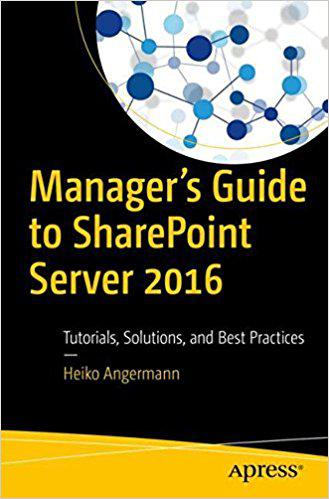 Manager’s Guide
to SharePoint
Server 2016
Tutorials, Solutions, and Best Practices
—
Heiko Angermann
Apress®